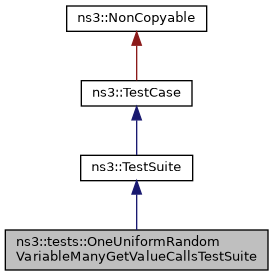 ns3::NonCopyable
ns3::TestCase
ns3::TestSuite
ns3::tests::OneUniformRandom
VariableManyGetValueCallsTestSuite